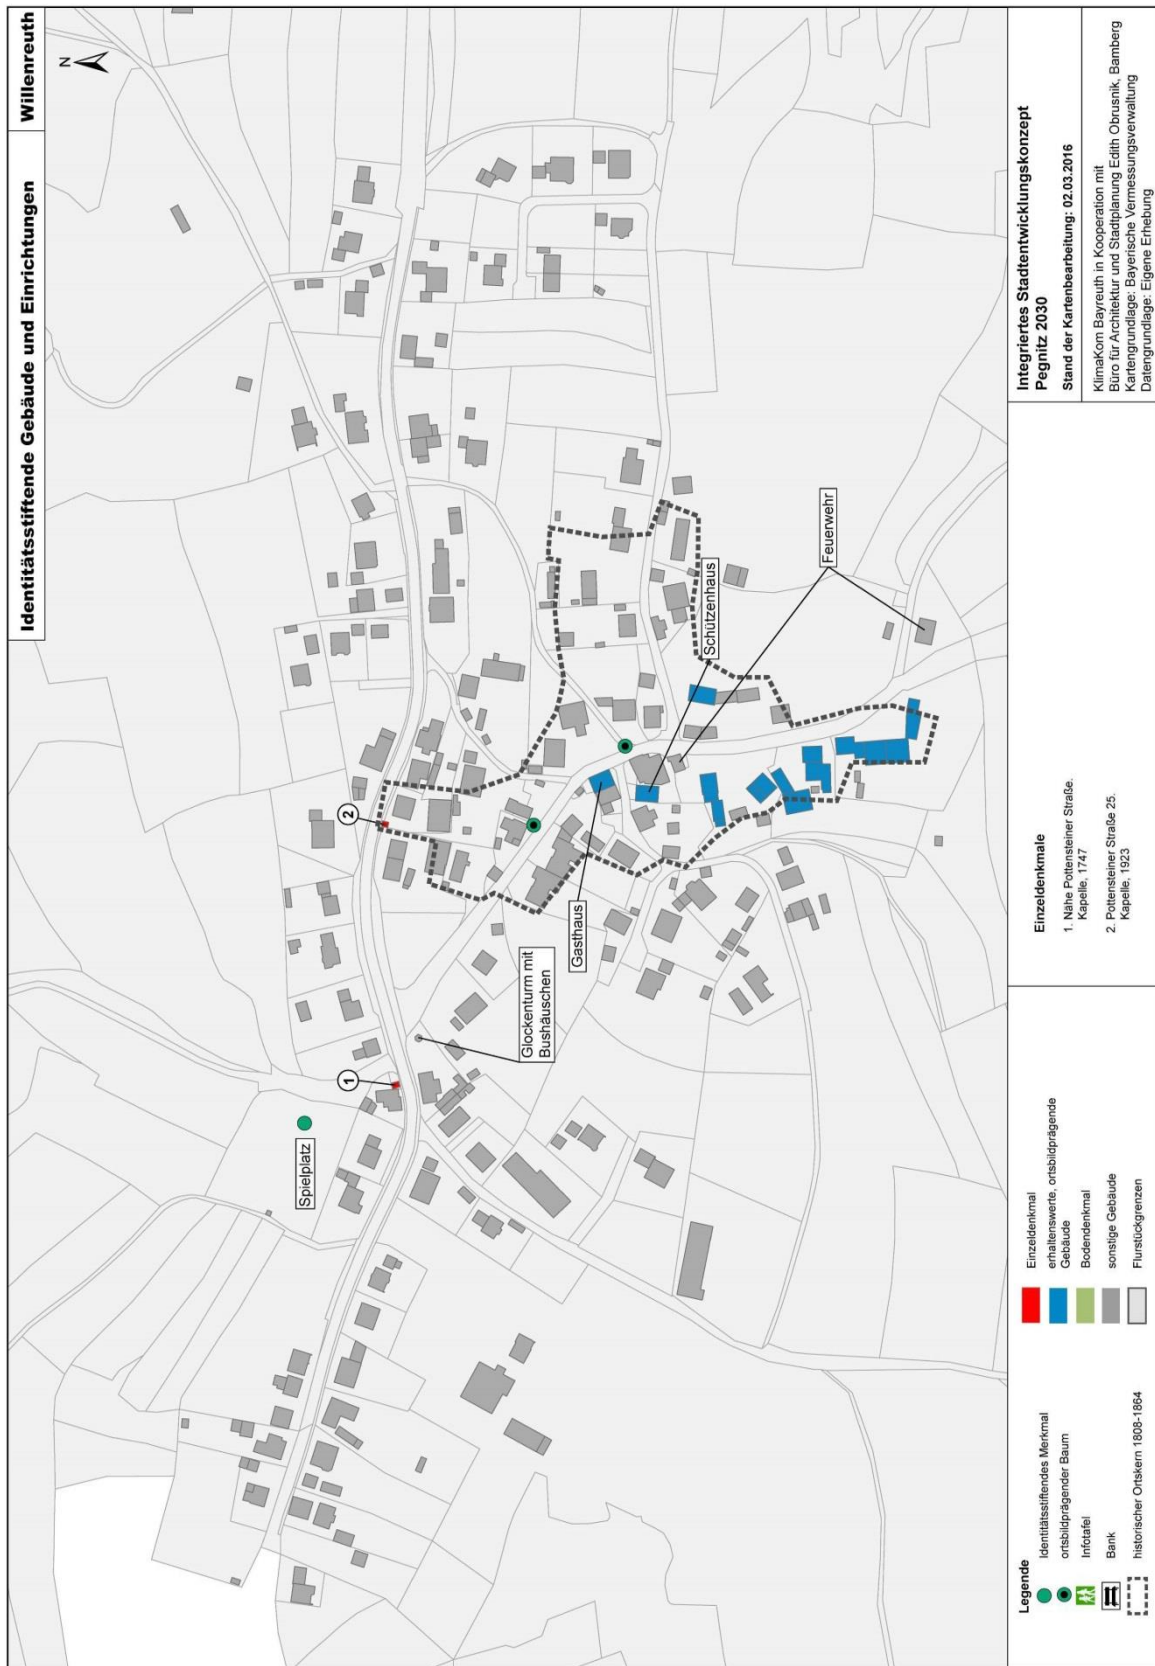 Identitätsstiftende Gebäude und Einrichtungen
Willenreuth
N
1
2
Spielplatz
Glockenturm mit
Bushäuschen
Gasthaus
Schützenhaus
Feuerwehr
Legende
Identitätsstiftendes Merkmal
ortsbildprägender Baum
Infotafel
Bank
historischer Ortskern 1808-1864
Einzeldenkmal
erhaltenswerte, ortsbildprägende
Gebäude
Bodendenkmal
sonstige Gebäude
Flurstückgrenzen
Einzeldenkmale
1. Nähe Pottensteiner Straße.
Kapelle, 1747
2. Pottensteiner Straße 25.
Kapelle, 1923
Integriertes Stadtentwicklungskonzept
Pegnitz 2030
Stand der Kartenbearbeitung: 02.03.2016
KlimaKom Bayreuth in Kooperation mit
Büro für Architektur und Stadtplanung Edith Obrusnik, Bamberg
Kartengrundlage: Bayerische Vermessungsverwaltung
Datengrundlage: Eigene Erhebung